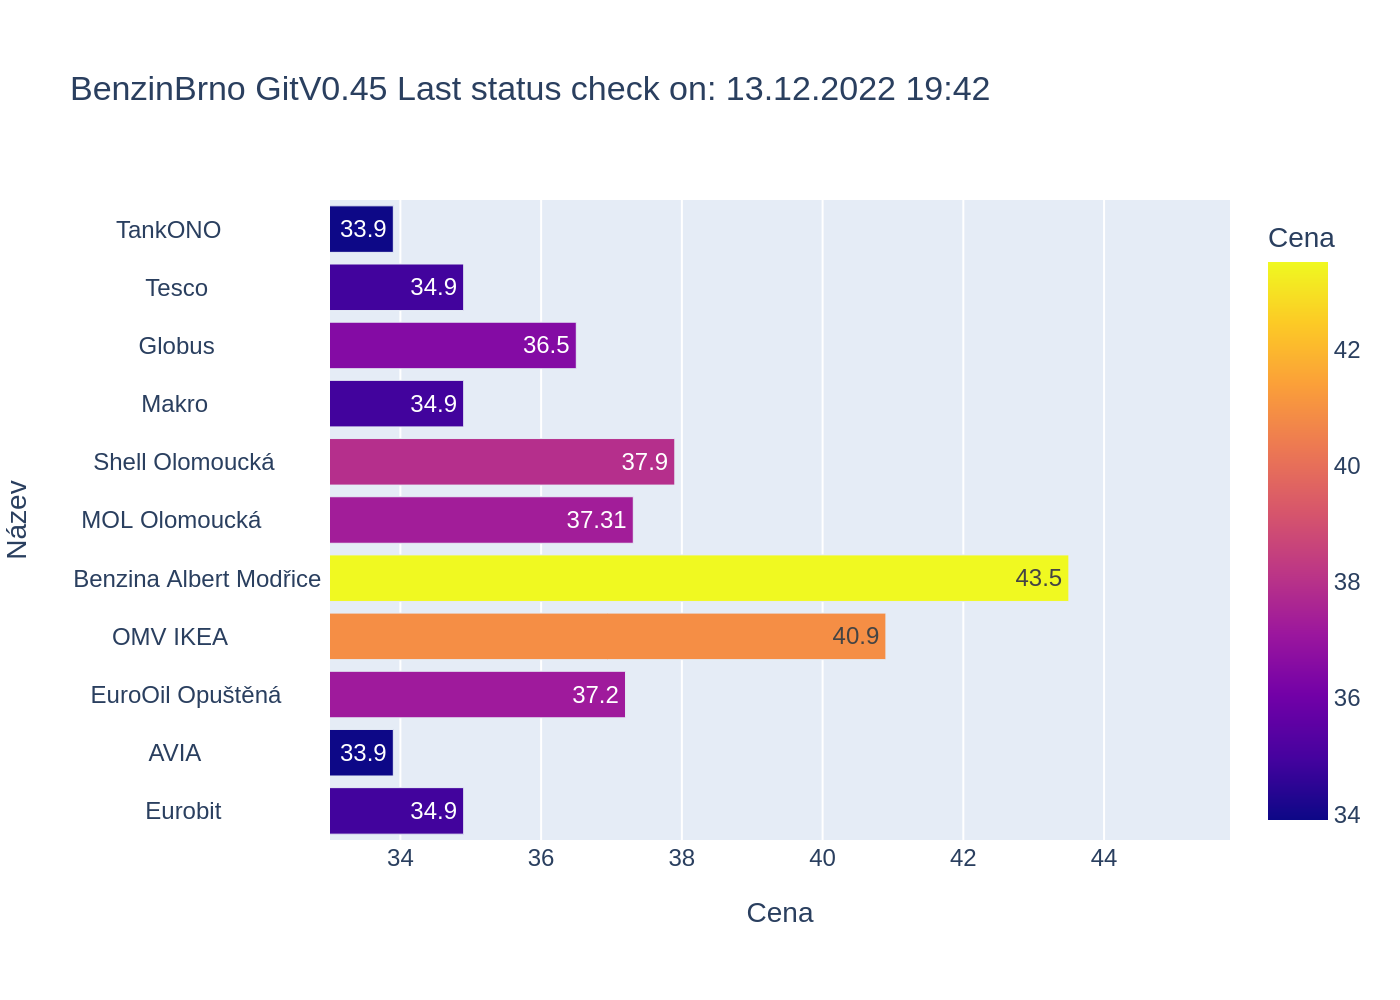 BenzinBrno GitV0.45 Last status check on: 13.12.2022 19:42
Název
TankONO 33.9
Tesco 34.9
Globus 36.5
Makro 34.9
Shell Olomoucká 37.9
MOL Olomoucká 37.31
Benzina Albert Modřice 43.5
OMV IKEA 40.9
EuroOil Opuštěná 37.2
AVIA 33.9
Eurobit 34.9
34 36 38 40 42 44
Cena
Cena
42
40
38
36
34